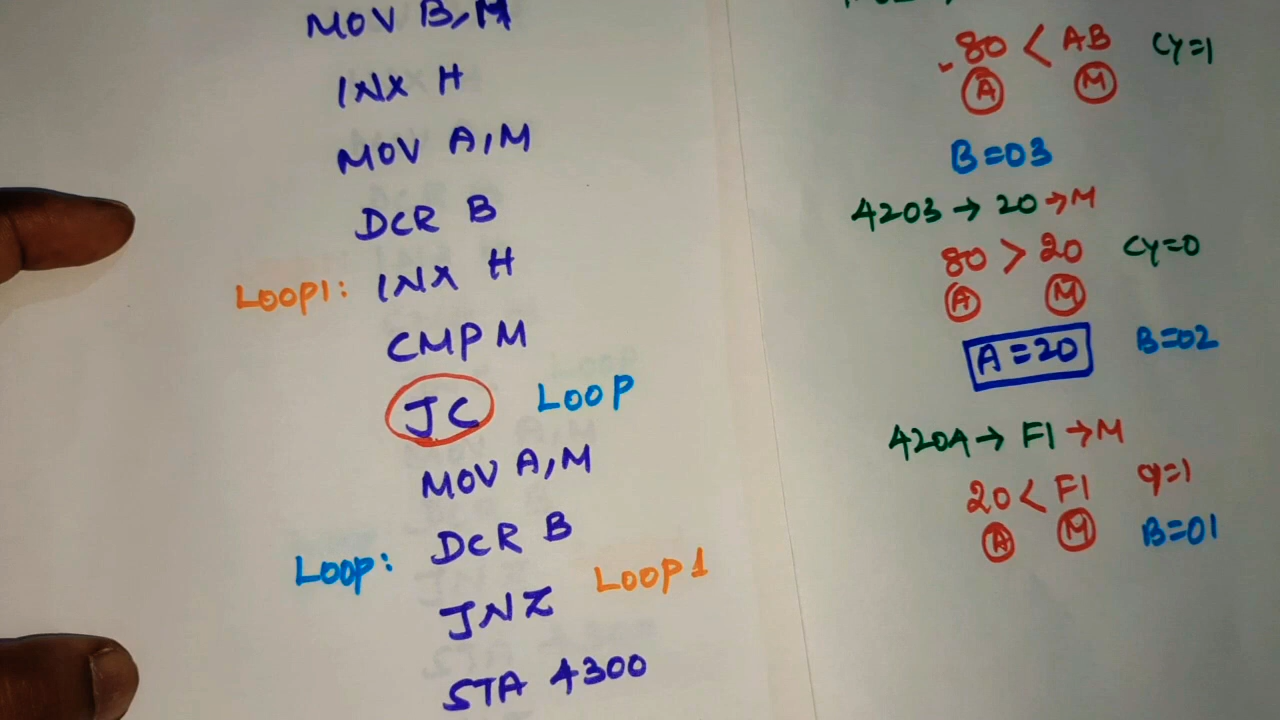 MOV B,M
INX H
MOV A,M
DCR B
LOOP1: INX H
CMP M
JC LOOP
MOV A,M
LOOP: DCR B
JNZ LOOP1
STA 4300
80 < AB CY=1
A M
B=03
4203 → 20 → M
80 > 20 CY=0
A M
A=20 B=02
4204 → F1 → M
20 < F1 CY=1
A M B=01